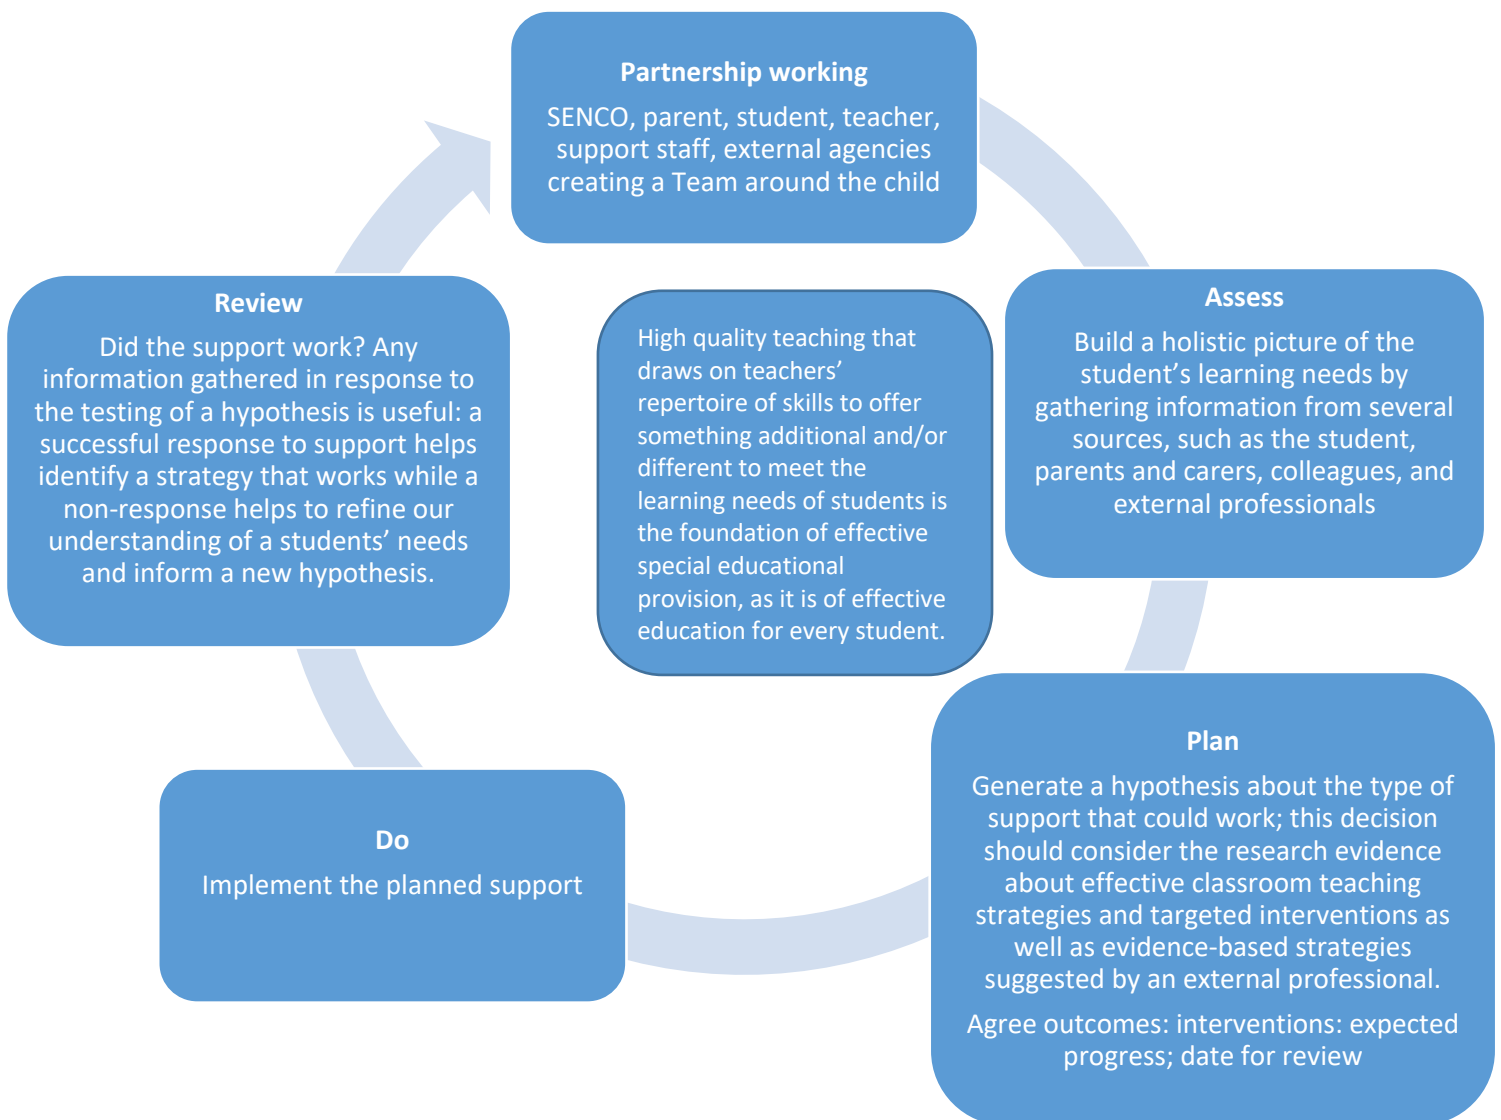 Partnership working
SENCO, parent, student, teacher,
support staff, external agencies
creating a Team around the child
Assess
Build a holistic picture of the
student’s learning needs by
gathering information from several
sources, such as the student,
parents and carers, colleagues, and
external professionals
Plan
Generate a hypothesis about the type of
support that could work; this decision
should consider the research evidence
about effective classroom teaching
strategies and targeted interventions as
well as evidence-based strategies
suggested by an external professional.
Agree outcomes: interventions: expected
progress; date for review
Do
Implement the planned support
Review
Did the support work? Any
information gathered in response to
the testing of a hypothesis is useful: a
successful response to support helps
identify a strategy that works while a
non-response helps to refine our
understanding of a students’ needs
and inform a new hypothesis.
High quality teaching that
draws on teachers’
repertoire of skills to offer
something additional and/or
different to meet the
learning needs of students is
the foundation of effective
special educational
provision, as it is of effective
education for every student.